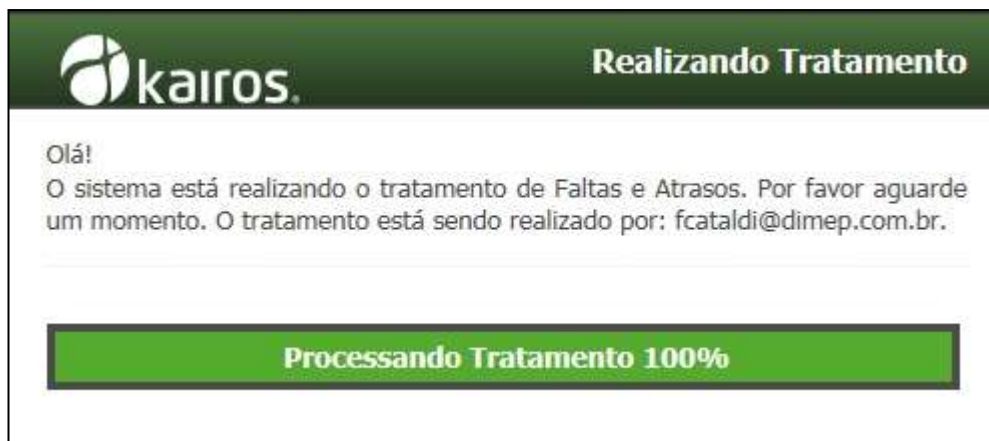 kairos.
Realizando Tratamento
Olá!
O sistema está realizando o tratamento de Faltas e Atrasos. Por favor aguarde
um momento. O tratamento está sendo realizado por: fcataldi@dimep.com.br.
Processando Tratamento 100%